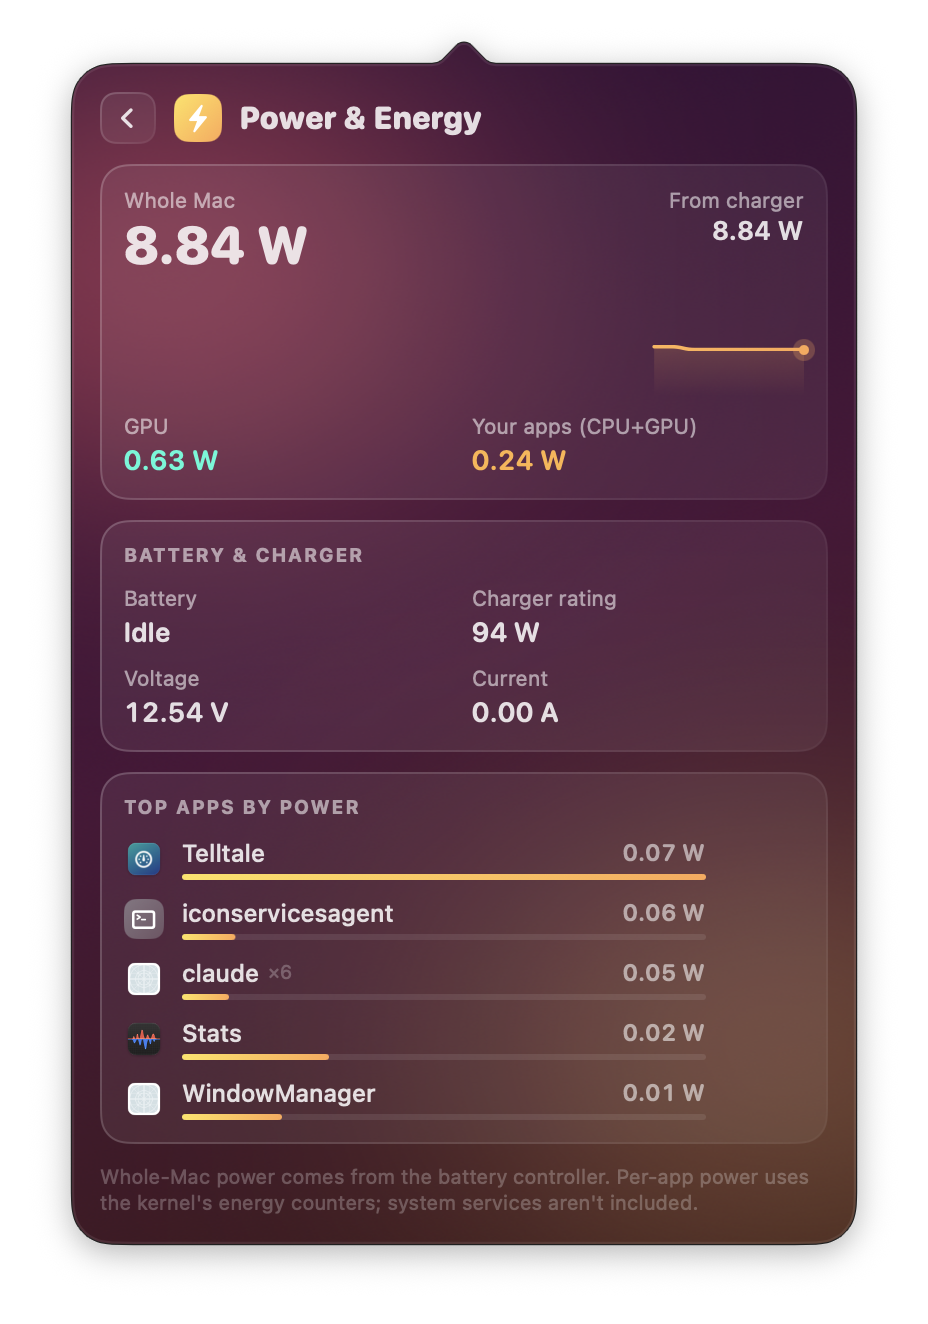 Power & Energy
Whole Mac
8.84 W
From charger
8.84 W
GPU
0.63 W
Your apps (CPU+GPU)
0.24 W
BATTERY & CHARGER
Battery
Idle
Charger rating
94 W
Voltage
12.54 V
Current
0.00 A
TOP APPS BY POWER
Telltale 0.07 W
iconservicesagent 0.06 W
claude ×6 0.05 W
Stats 0.02 W
WindowManager 0.01 W
Whole-Mac power comes from the battery controller. Per-app power uses
the kernel's energy counters; system services aren't included.